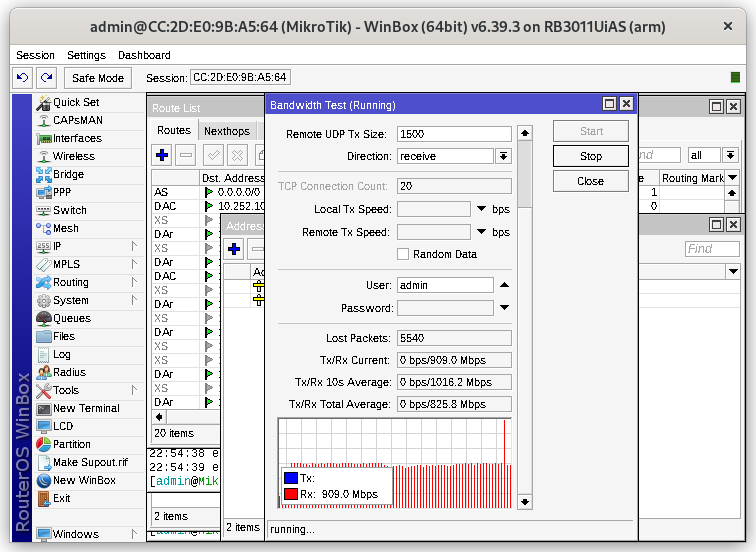 admin@CC:2D:E0:9B:A5:64 (MikroTik) - WinBox (64bit) v6.39.3 on RB3011UiAS (arm)
Session Settings Dashboard
Safe Mode Session: CC:2D:E0:9B:A5:64
RouterOS WinBox
Quick Set
CAPsMAN
Interfaces
Wireless
Bridge
PPP
Switch
Mesh
IP
MPLS
Routing
System
Queues
Files
Log
Radius
Tools
New Terminal
LCD
Partition
Make Supout.rif
New WinBox
Exit
Windows
Route List
Routes Nexthops
all
Dst. Routing Mark
AS 0.0.0.0/0 1
DAC 10.252.10 0
XS
DAr
XS
DAr
DAC
XS
DAr
XS
DAr
XS
DAr
XS
DAr
XS
DAr
20 items
22:54:38 e
22:54:39 e
[admin@Mik
2 items
Find
2 items
Bandwidth Test (Running)
Remote UDP Tx Size: 1500
Direction: receive
TCP Connection Count: 20
Local Tx Speed: bps
Remote Tx Speed: bps
Random Data
User: admin
Password:
Lost Packets: 5540
Tx/Rx Current: 0 bps/909.0 Mbps
Tx/Rx 10s Average: 0 bps/1016.2 Mbps
Tx/Rx Total Average: 0 bps/825.8 Mbps
Tx:
Rx: 909.0 Mbps
running...
Start
Stop
Close